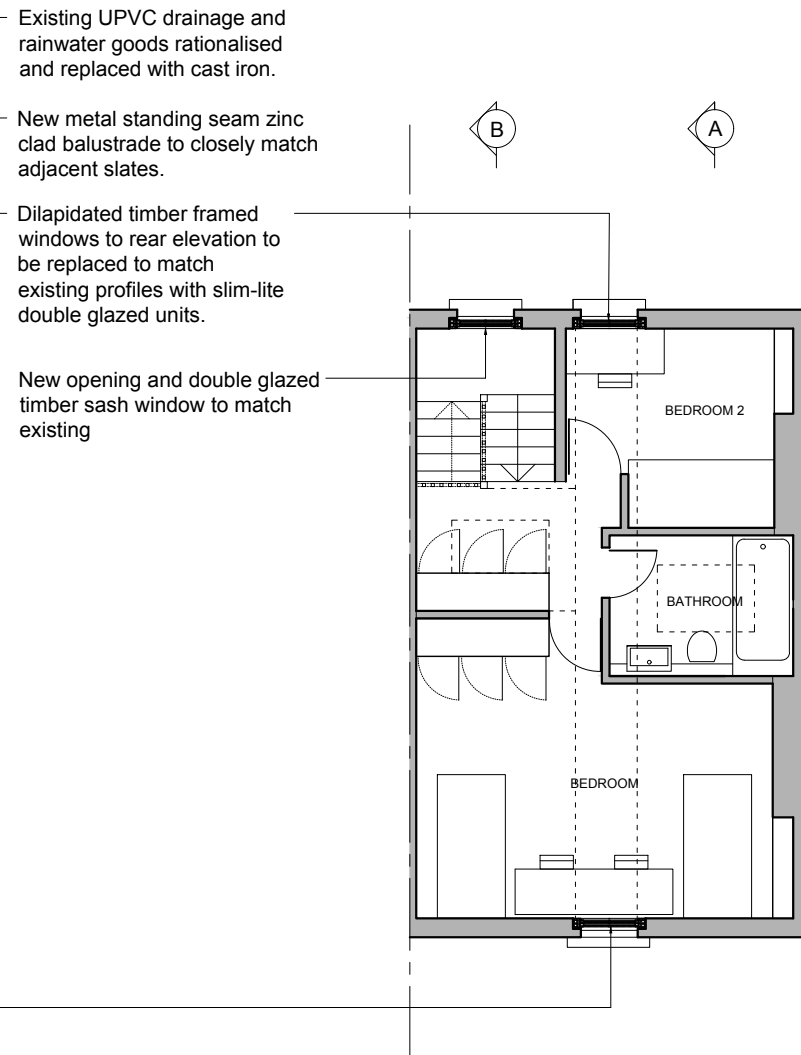 Existing UPVC drainage and
rainwater goods rationalised
and replaced with cast iron.
New metal standing seam zinc
clad balustrade to closely match
adjacent slates.
Dilapidated timber framed
windows to rear elevation to
be replaced to match
existing profiles with slim-lite
double glazed units.
New opening and double glazed
timber sash window to match
existing
B
A
BEDROOM 2
BATHROOM
BEDROOM